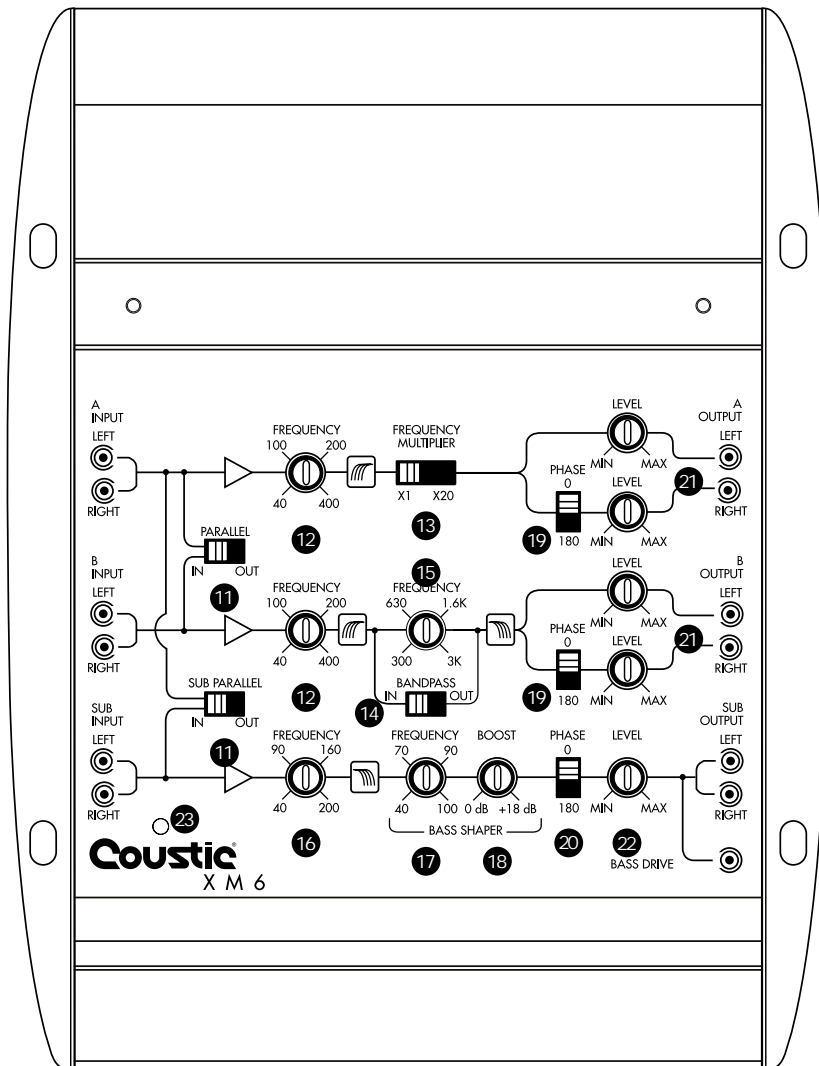 A
INPUT
LEFT
RIGHT
FREQUENCY
100 200
40 400
12
FREQUENCY
MULTIPLIER
X1 X20
13
LEVEL
MIN MAX
PHASE
0
180
19
LEVEL
MIN MAX
21
A
OUTPUT
LEFT
RIGHT
PARALLEL
IN OUT
11
B
INPUT
LEFT
RIGHT
FREQUENCY
100 200
40 400
12
15
FREQUENCY
630 1.6K
300 3K
BANDPASS
IN OUT
14
LEVEL
MIN MAX
PHASE
0
180
19
LEVEL
MIN MAX
21
B
OUTPUT
LEFT
RIGHT
SUB PARALLEL
IN OUT
11
SUB
INPUT
LEFT
RIGHT
FREQUENCY
90 160
40 200
16
FREQUENCY
70 90
40 100
BOOST
0 dB +18 dB
BASS SHAPER
17
18
PHASE
0
180
20
LEVEL
MIN MAX
22
SUB
OUTPUT
LEFT
RIGHT
BASS DRIVE
23
Coustic®
XM6